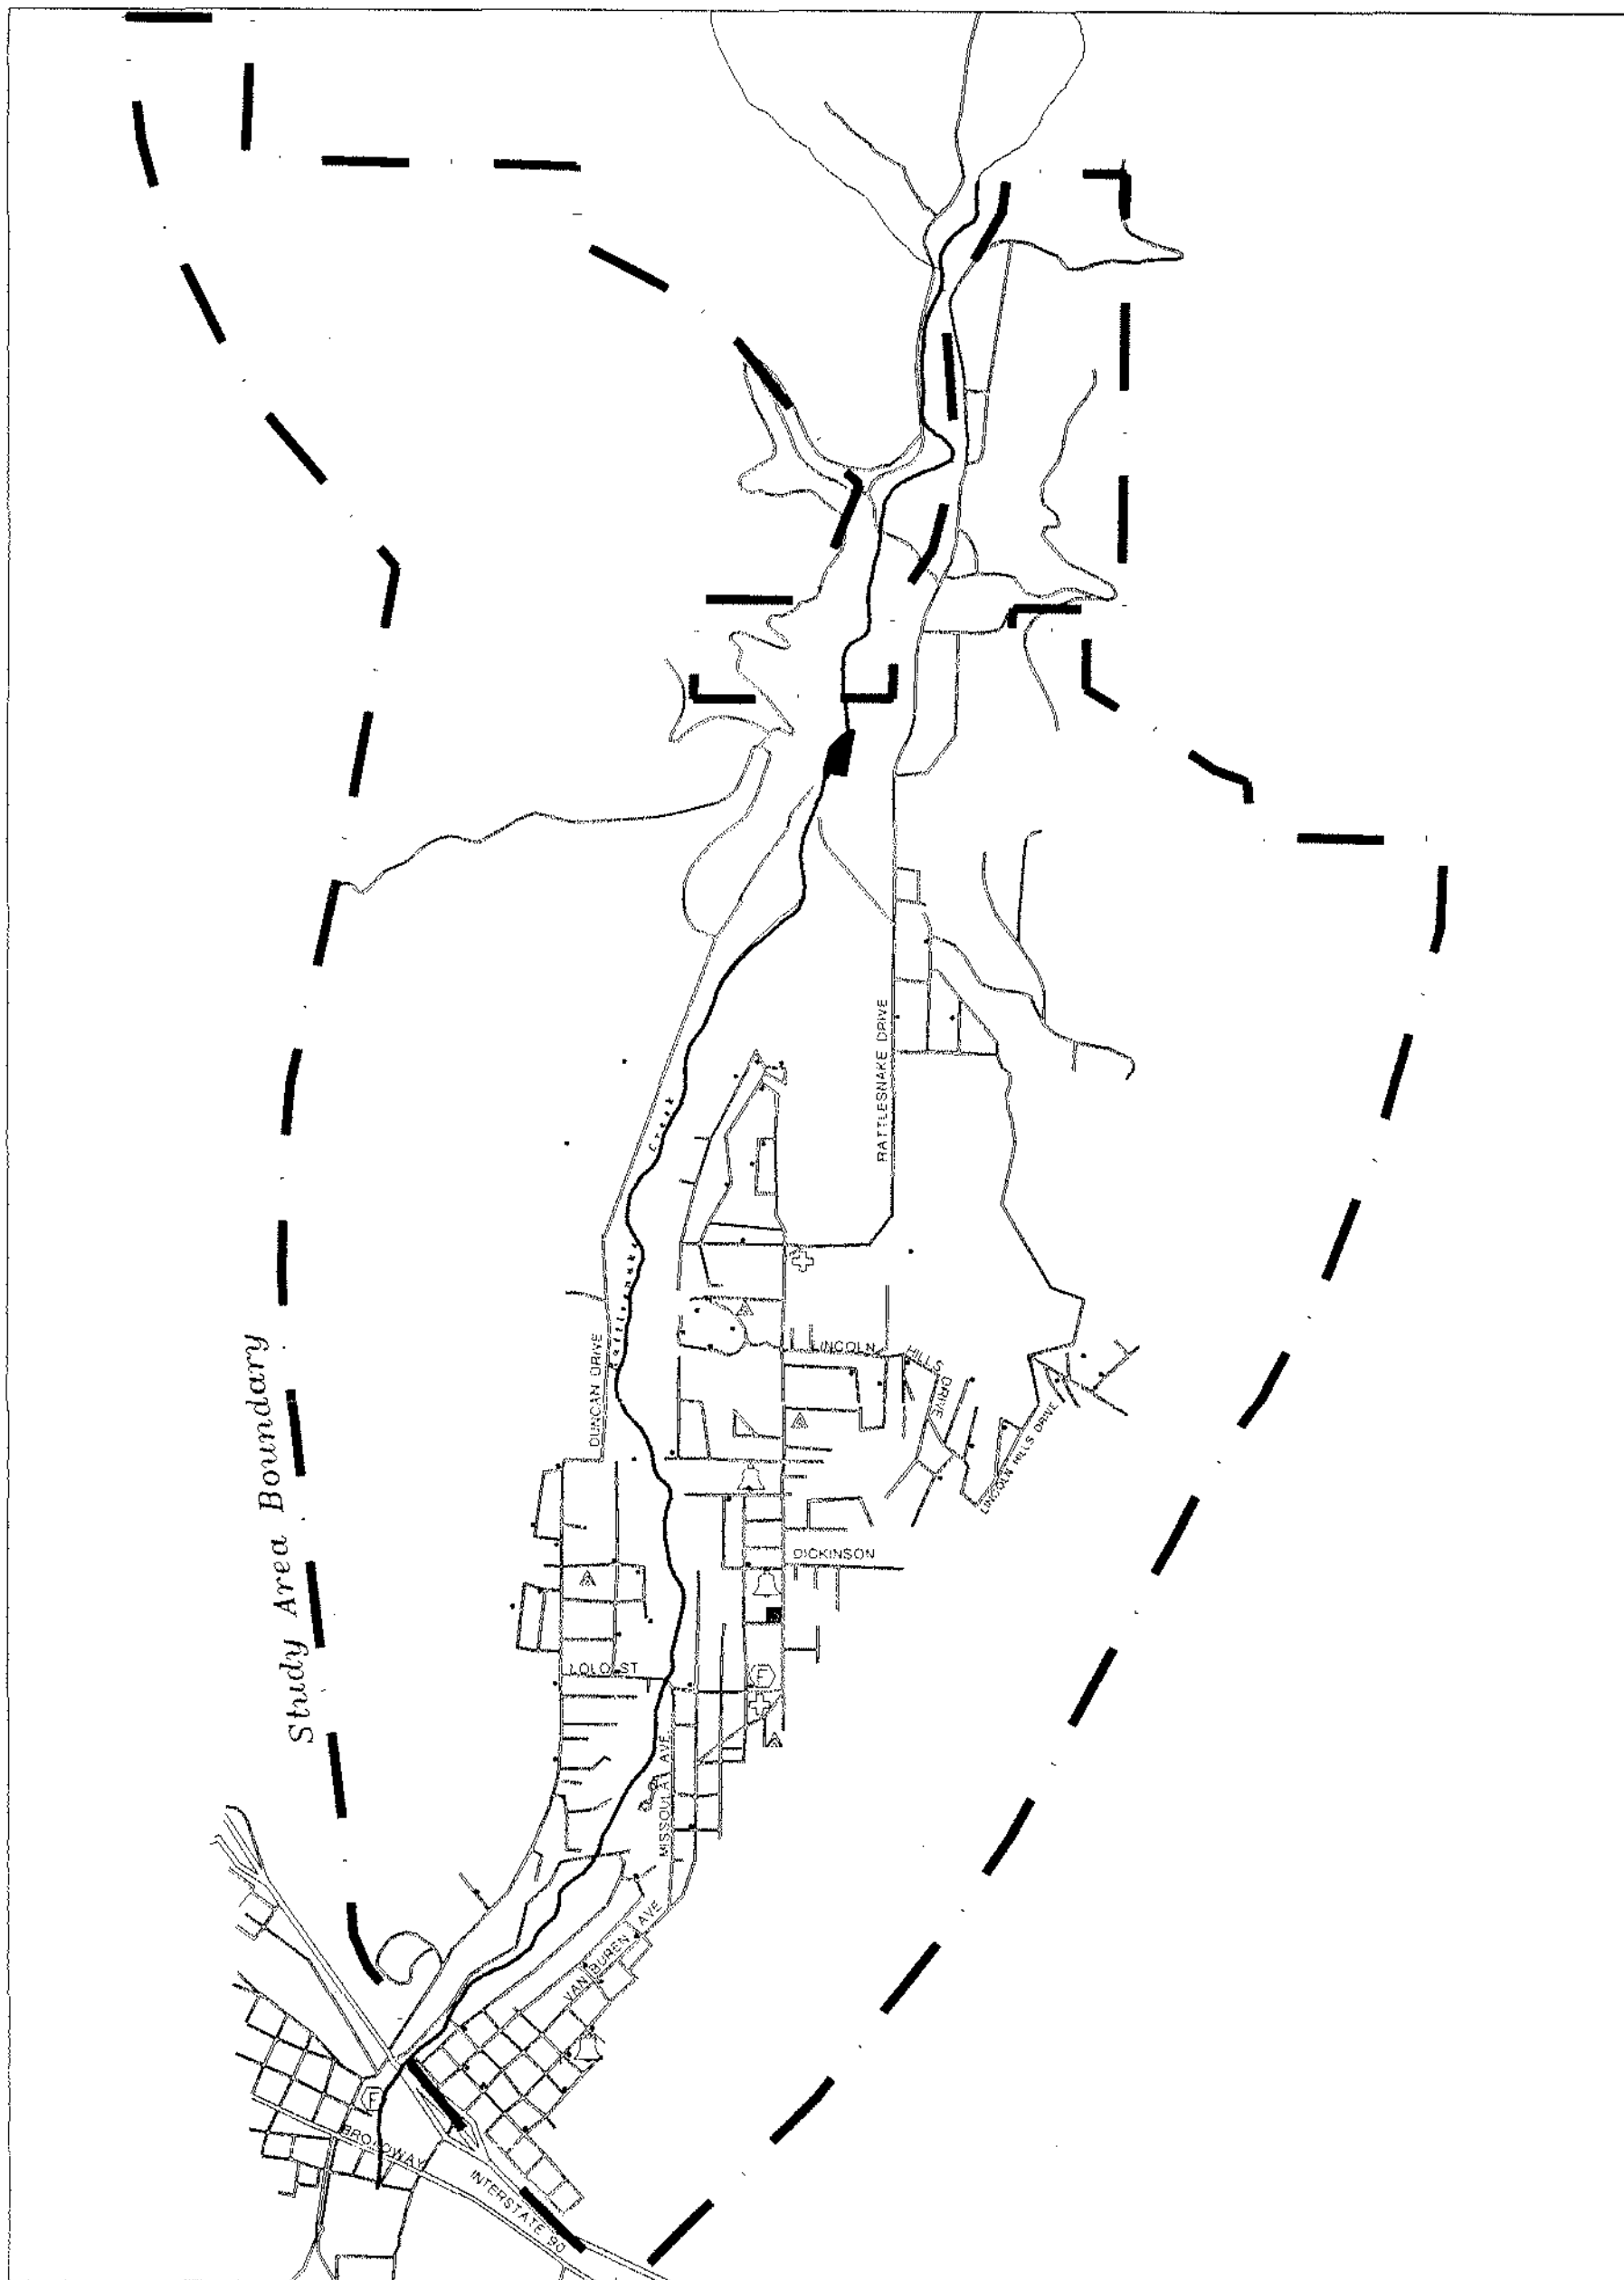 RATTLESNAKE DRIVE
Creek
Rattlesnake
DUNCAN DRIVE
LINCOLN HILLS DRIVE
LINCOLN HILLS DRIVE
Study Area Boundary
DICKINSON
LOLO ST
F
MISSOULA AVE
VAN BUREN AVE
F
BROADWAY
INTERSTATE 90